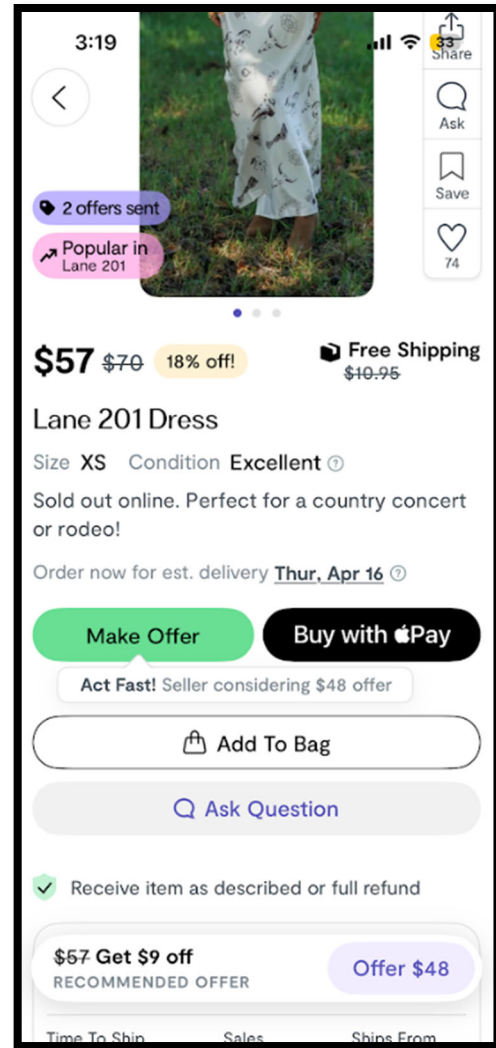 3:19
33
Share
Ask
Save
2 offers sent
Popular in
Lane 201
74
$57 $70 18% off!
Free Shipping
$10.95
Lane 201 Dress
Size XS Condition Excellent
Sold out online. Perfect for a country concert
or rodeo!
Order now for est. delivery Thur, Apr 16
Make Offer
Buy with Pay
Act Fast! Seller considering $48 offer
Add To Bag
Ask Question
Receive item as described or full refund
$57 Get $9 off
RECOMMENDED OFFER
Offer $48
Time To Ship Sales Ships From